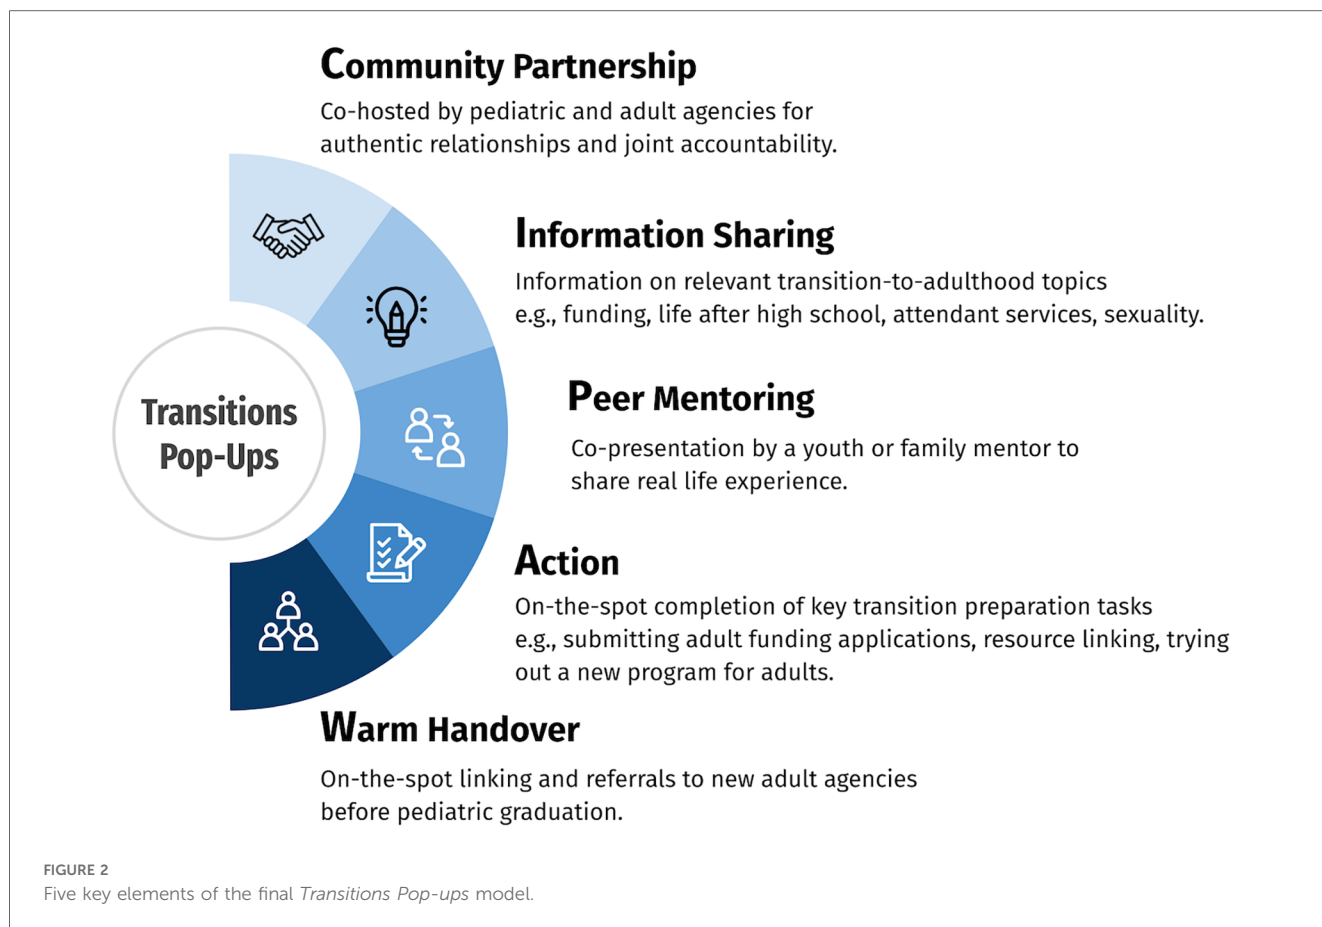 Community Partnership
Co-hosted by pediatric and adult agencies for
authentic relationships and joint accountability.
Information Sharing
Information on relevant transition-to-adulthood topics
e.g., funding, life after high school, attendant services, sexuality.
Transitions
Pop-Ups
Peer Mentoring
Co-presentation by a youth or family mentor to
share real life experience.
Action
On-the-spot completion of key transition preparation tasks
e.g., submitting adult funding applications, resource linking, trying
out a new program for adults.
Warm Handover
On-the-spot linking and referrals to new adult agencies
before pediatric graduation.
FIGURE 2
Five key elements of the final Transitions Pop-ups model.